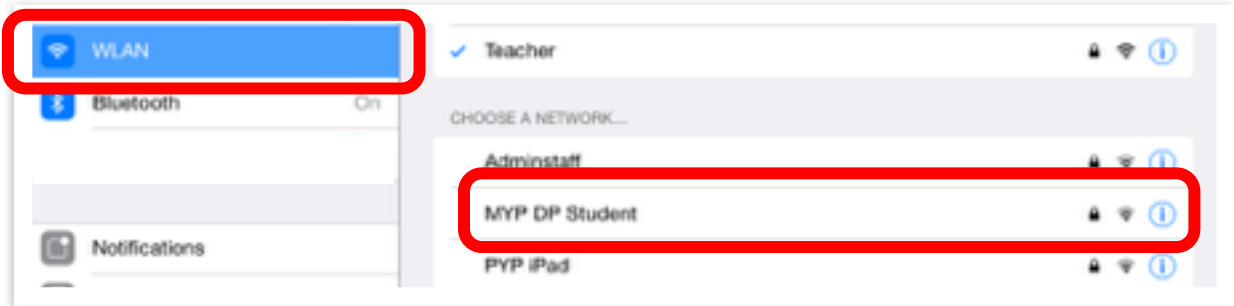 WLAN
Bluetooth On
Notifications
Teacher
CHOOSE A NETWORK...
Adminstaff
MYP DP Student
PYP iPad